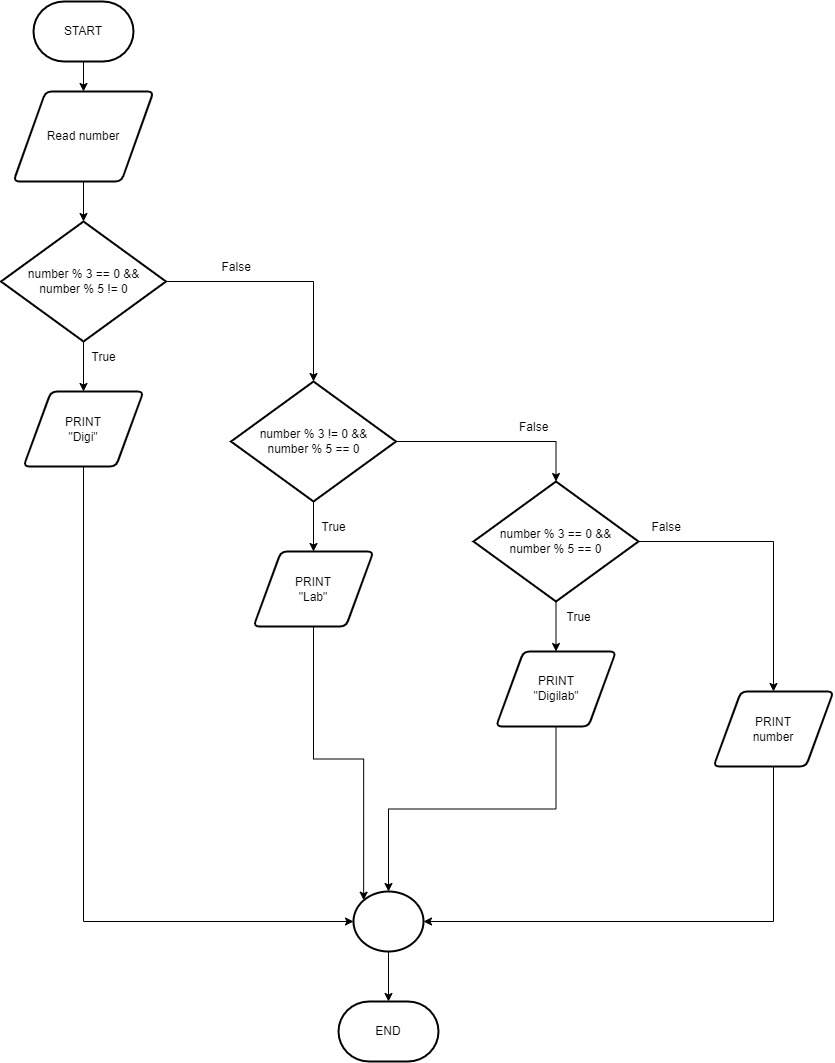 START
Read number
number % 3 == 0 &&
number % 5 != 0
False
True
PRINT
"Digi"
number % 3 != 0 &&
number % 5 == 0
False
True
PRINT
"Lab"
number % 3 == 0 &&
number % 5 == 0
False
True
PRINT
"Digilab"
PRINT
number
END